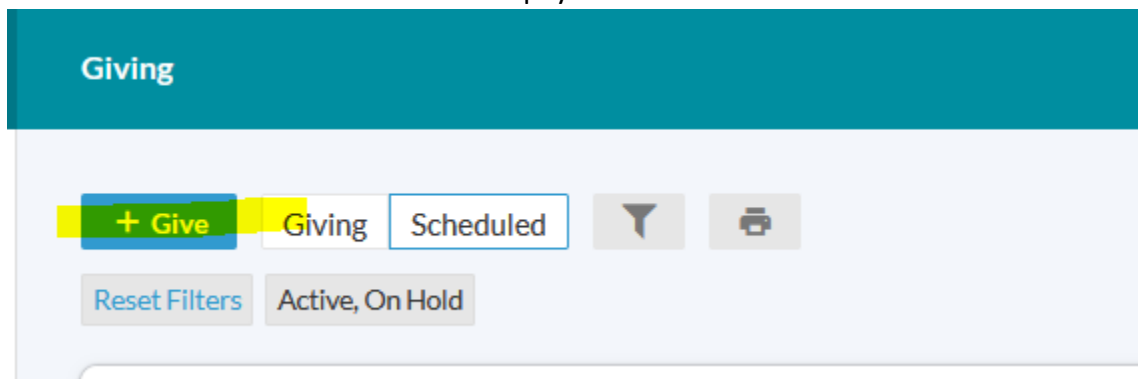 Giving
+ Give Giving Scheduled
Reset Filters Active, On Hold